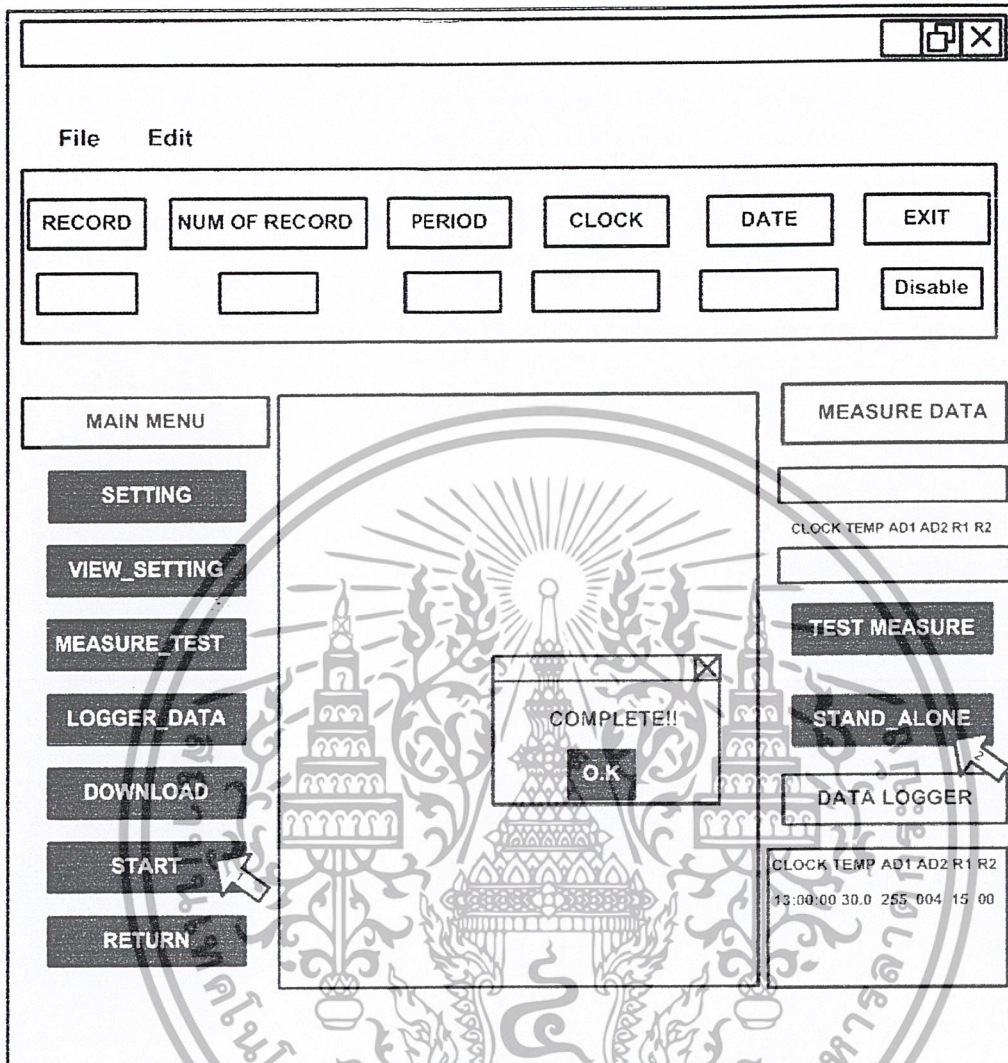 File Edit
RECORD NUM OF RECORD PERIOD CLOCK DATE EXIT
Disable
MAIN MENU
SETTING
VIEW_SETTING
MEASURE_TEST
LOGGER_DATA
DOWNLOAD
START
RETURN
COMPLETE!!
O.K
MEASURE DATA
CLOCK TEMP AD1 AD2 R1 R2
TEST MEASURE
STAND_ALONE
2
DATA LOGGER
CLOCK TEMP AD1 AD2 R1 R2
13:00:00 30.0 255 004 15 00